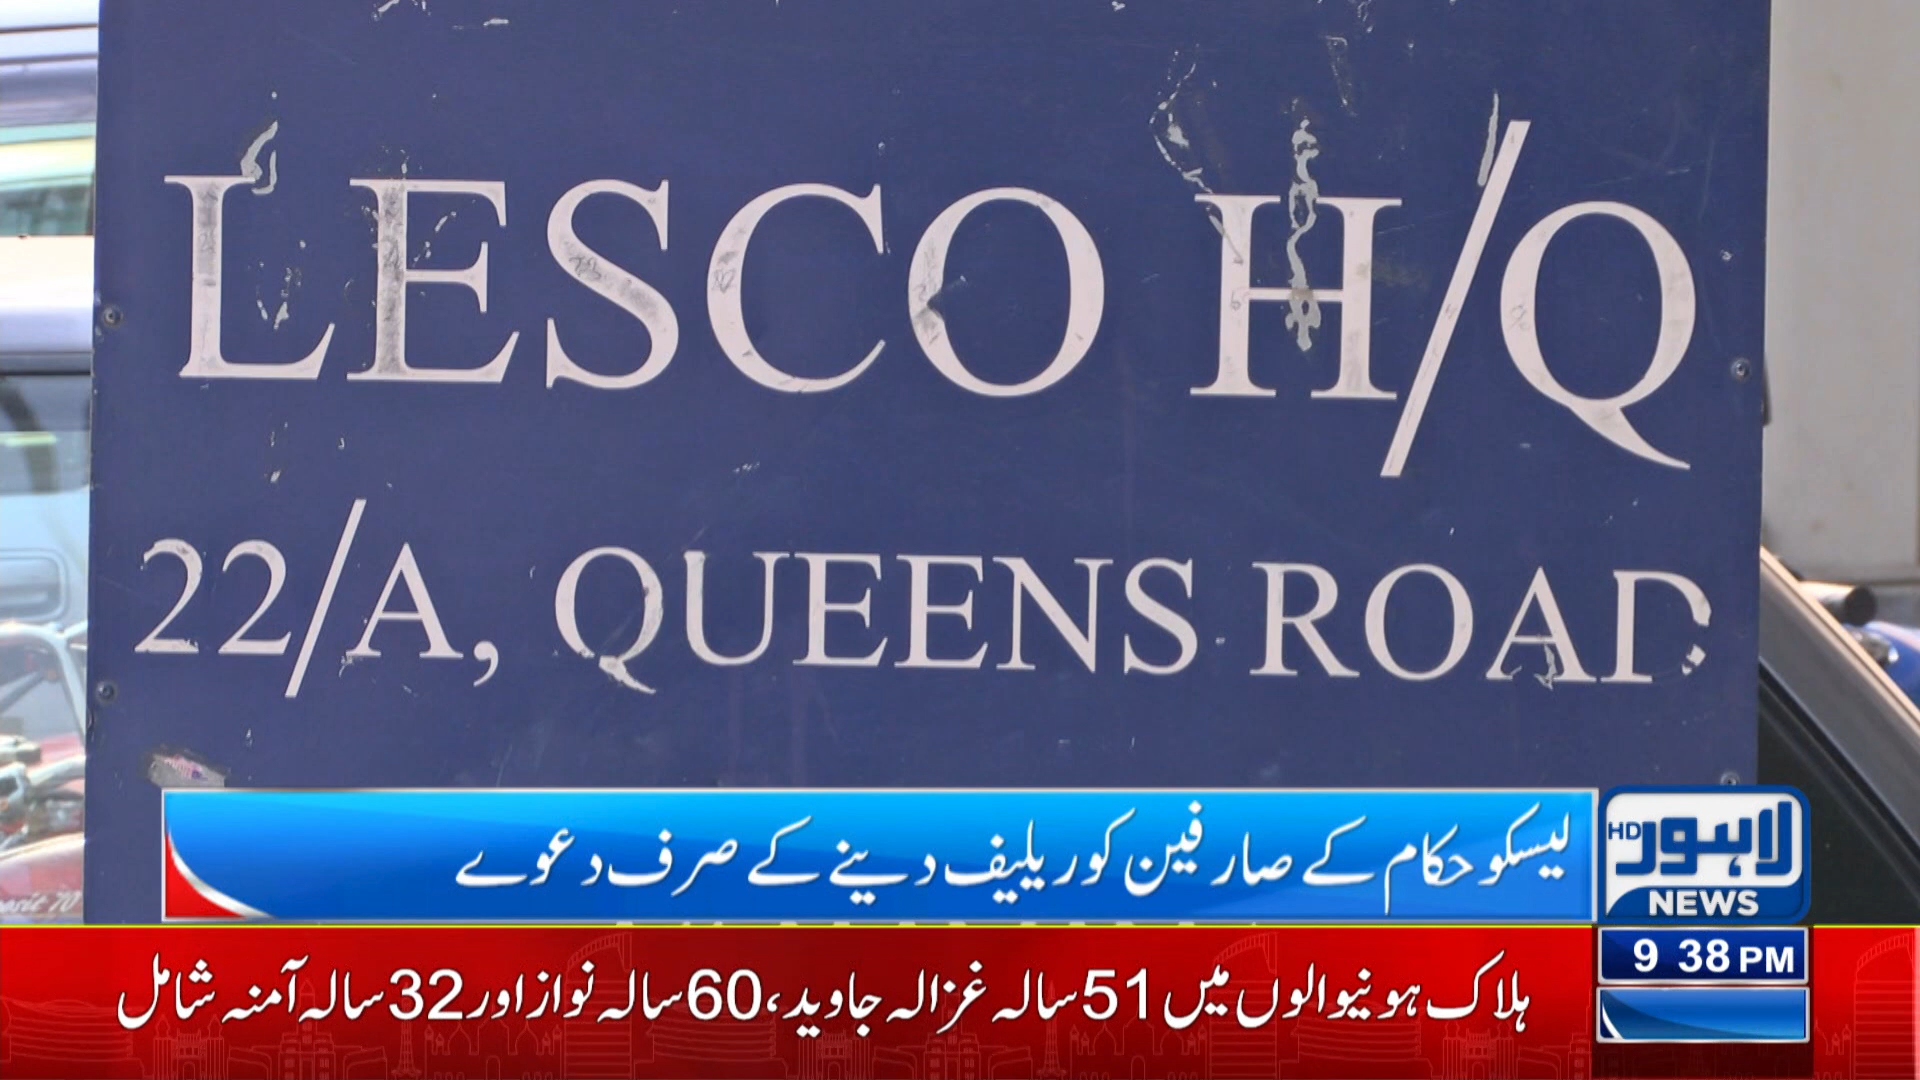 LESCO H/Q
22/A, QUEENS ROAD
لیسکو حکام کے صارفین کو ریلیف دینے کے صرف دعوے
لاہور HD
NEWS
9 38 PM
ہلاک ہونیوالوں میں 51 سالہ غزالہ جاوید، 60 سالہ نواز اور 32 سالہ آمنہ شامل